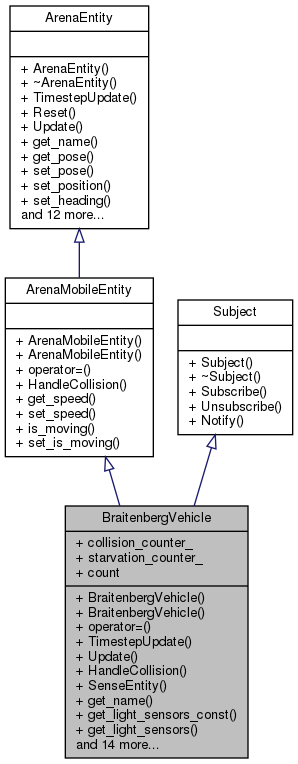 ArenaEntity
+ ArenaEntity()
+ ~ArenaEntity()
+ TimestepUpdate()
+ Reset()
+ Update()
+ get_name()
+ get_pose()
+ set_pose()
+ set_position()
+ set_heading()
and 12 more...
ArenaMobileEntity
+ ArenaMobileEntity()
+ ArenaMobileEntity()
+ operator=()
+ HandleCollision()
+ get_speed()
+ set_speed()
+ is_moving()
+ set_is_moving()
Subject
+ Subject()
+ ~Subject()
+ Subscribe()
+ Unsubscribe()
+ Notify()
BraitenbergVehicle
+ collision_counter_
+ starvation_counter_
+ count
+ BraitenbergVehicle()
+ BraitenbergVehicle()
+ operator=()
+ TimestepUpdate()
+ Update()
+ HandleCollision()
+ SenseEntity()
+ get_name()
+ get_light_sensors_const()
+ get_light_sensors()
and 14 more...